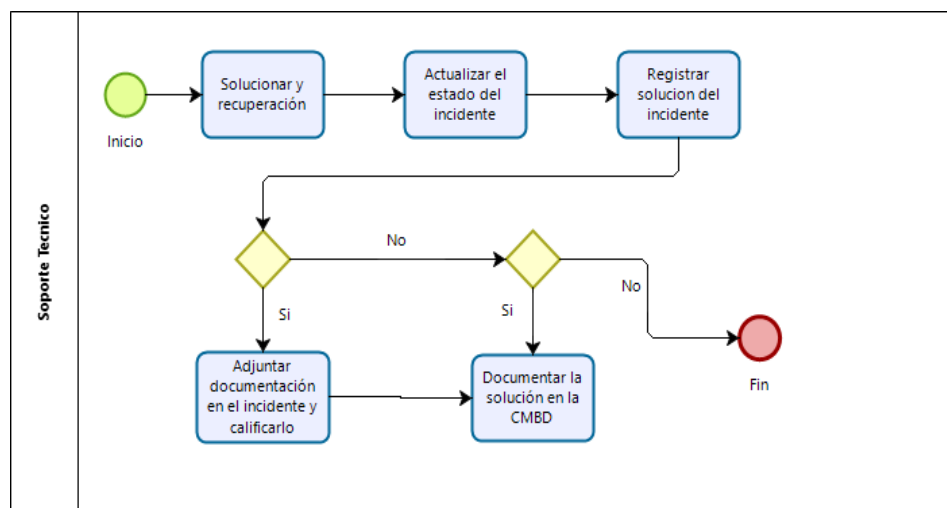 Soporte Tecnico
Inicio
Solucionar y
recuperación
Actualizar el
estado del
incidente
Registrar
solucion del
incidente
No
Si
No
Si
Adjuntar
documentación
en el incidente y
calificarlo
Documentar la
solución en la
CMBD
Fin